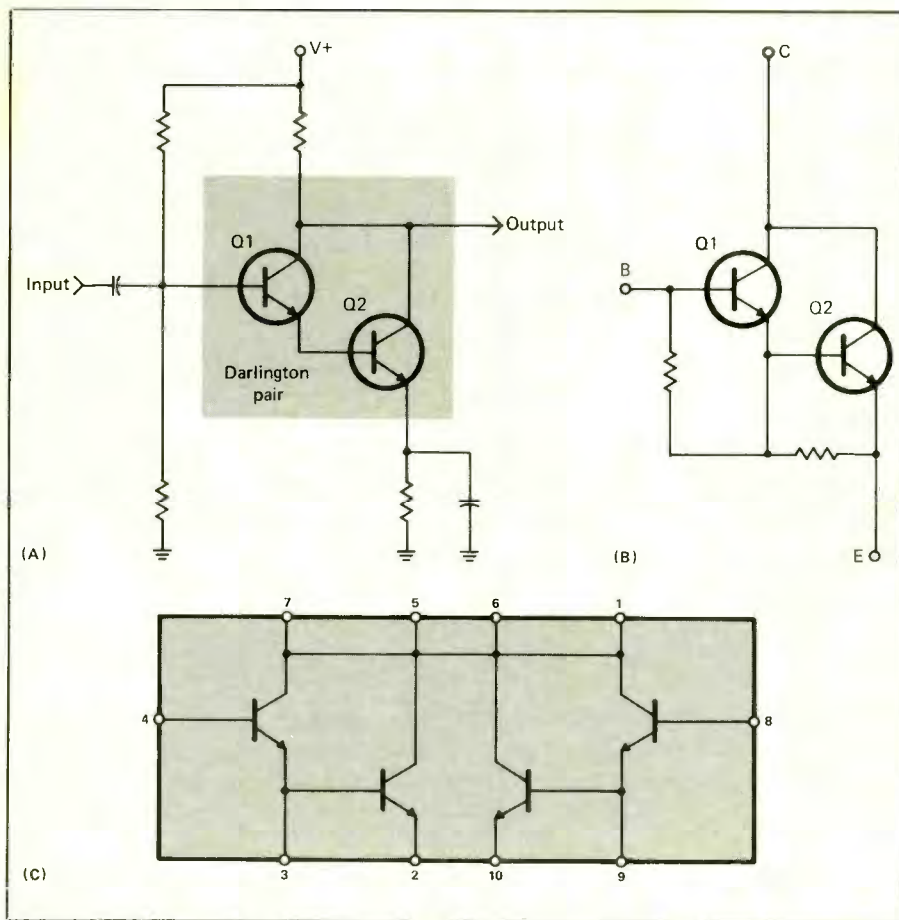 V+
Q1
Input
Output
Q2
Darlington
pair
(A)
C
Q1
B
Q2
(B)
E
7 5 6 1
4 8
3 2 10 9
(C)